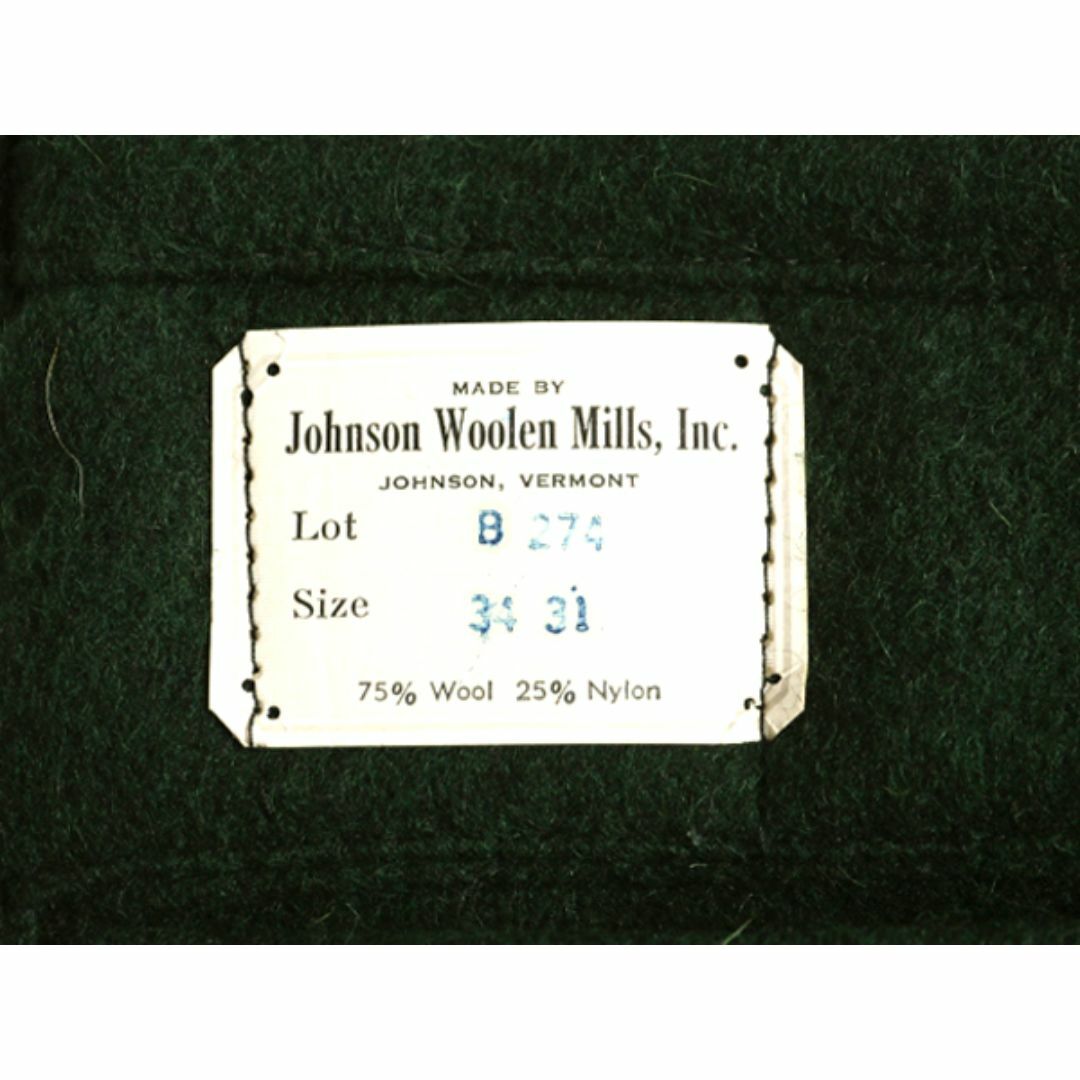 MADE BY
Johnson Woolen Mills, Inc.
JOHNSON, VERMONT
Lot B 274
Size 34 31
75% Wool 25% Nylon